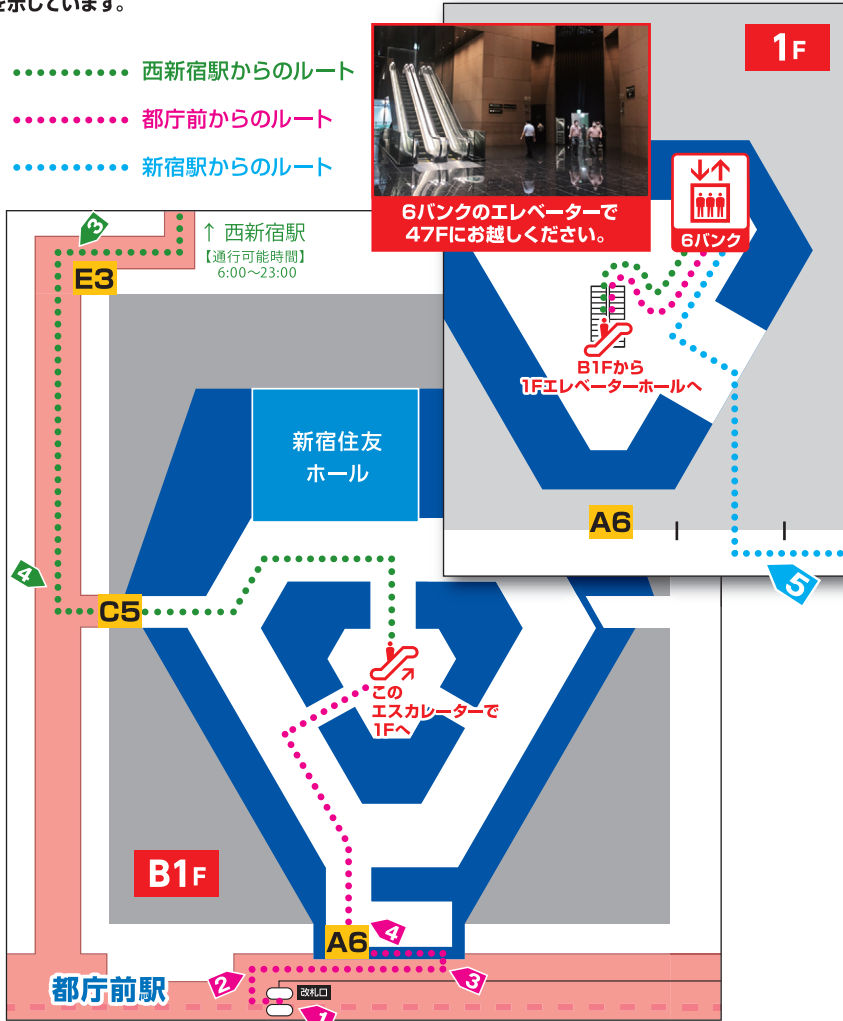 を示しています。
西新宿駅からのルート
都庁前からのルート
新宿駅からのルート
6バンクのエレベーターで
47Fにお越しください。
1F
6バンク
B1Fから
1Fエレベーターホールへ
A6
5
3
↑ 西新宿駅
【通行可能時間】
6:00〜23:00
E3
新宿住友
ホール
4
C5
この
エスカレーターで
1Fへ
B1F
A6
4
都庁前駅
2
改札口
3
1